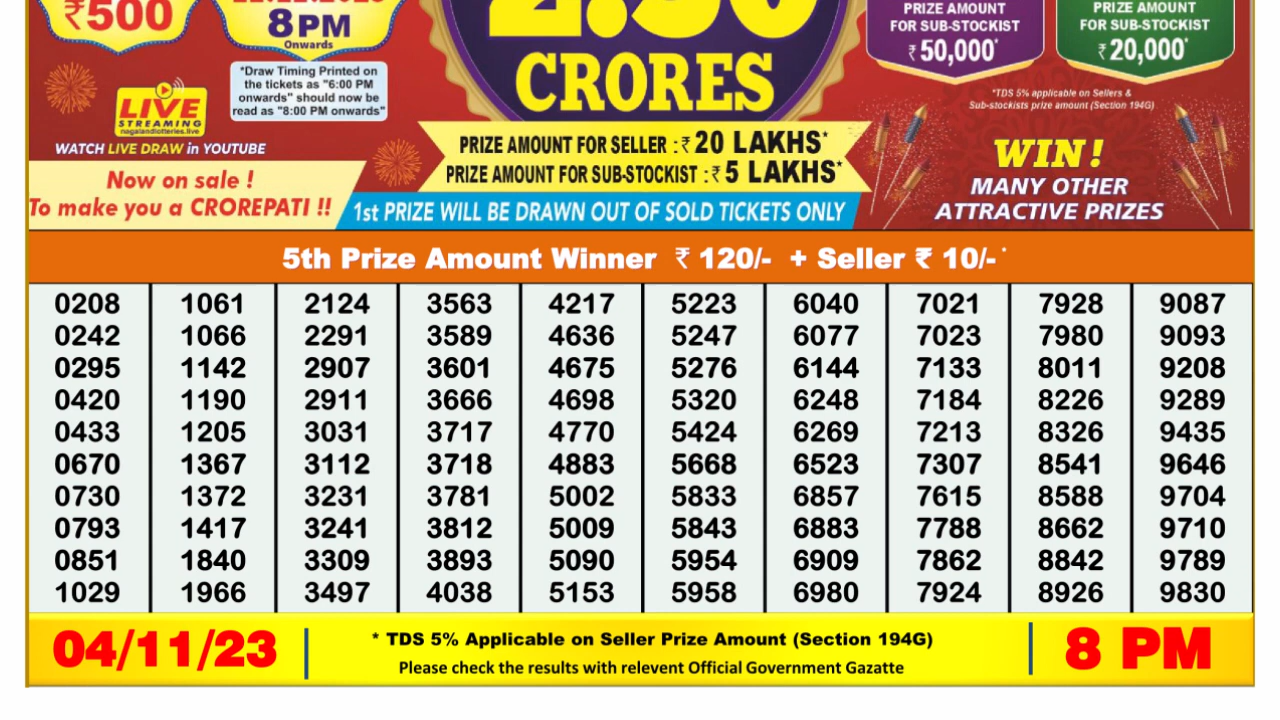 ₹500
8PM
Onwards
*Draw Timing Printed on
the tickets as "6:00 PM
onwards" should now be
read as "8:00 PM onwards"
LIVE
STREAMING
nagalandlotteries.live
WATCH LIVE DRAW in YOUTUBE
Now on sale !
To make you a CROREPATI !!
CRORES
PRIZE AMOUNT FOR SELLER : ₹ 20 LAKHS*
PRIZE AMOUNT FOR SUB-STOCKIST : ₹ 5 LAKHS*
1st PRIZE WILL BE DRAWN OUT OF SOLD TICKETS ONLY
PRIZE AMOUNT
FOR SUB-STOCKIST
₹ 50,000*
PRIZE AMOUNT
FOR SUB-STOCKIST
₹ 20,000*
*TDS 5% applicable on Sellers &
Sub-stockists prize amount (Section 194G)
WIN !
MANY OTHER
ATTRACTIVE PRIZES
5th Prize Amount Winner ₹ 120/- + Seller ₹ 10/- *
0208 1061 2124 3563 4217 5223 6040 7021 7928 9087
0242 1066 2291 3589 4636 5247 6077 7023 7980 9093
0295 1142 2907 3601 4675 5276 6144 7133 8011 9208
0420 1190 2911 3666 4698 5320 6248 7184 8226 9289
0433 1205 3031 3717 4770 5424 6269 7213 8326 9435
0670 1367 3112 3718 4883 5668 6523 7307 8541 9646
0730 1372 3231 3781 5002 5833 6857 7615 8588 9704
0793 1417 3241 3812 5009 5843 6883 7788 8662 9710
0851 1840 3309 3893 5090 5954 6909 7862 8842 9789
1029 1966 3497 4038 5153 5958 6980 7924 8926 9830
04/11/23
* TDS 5% Applicable on Seller Prize Amount (Section 194G)
Please check the results with relevent Official Government Gazatte
8 PM